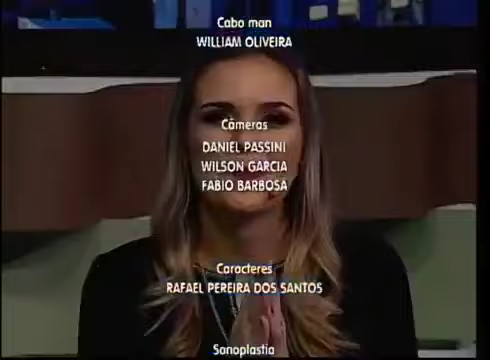 Cabo man
WILLIAM OLIVEIRA
Câmeras
DANIEL PASSINI
WILSON GARCIA
FABIO BARBOSA
Caracteres
RAFAEL PEREIRA DOS SANTOS
Sonoplastia